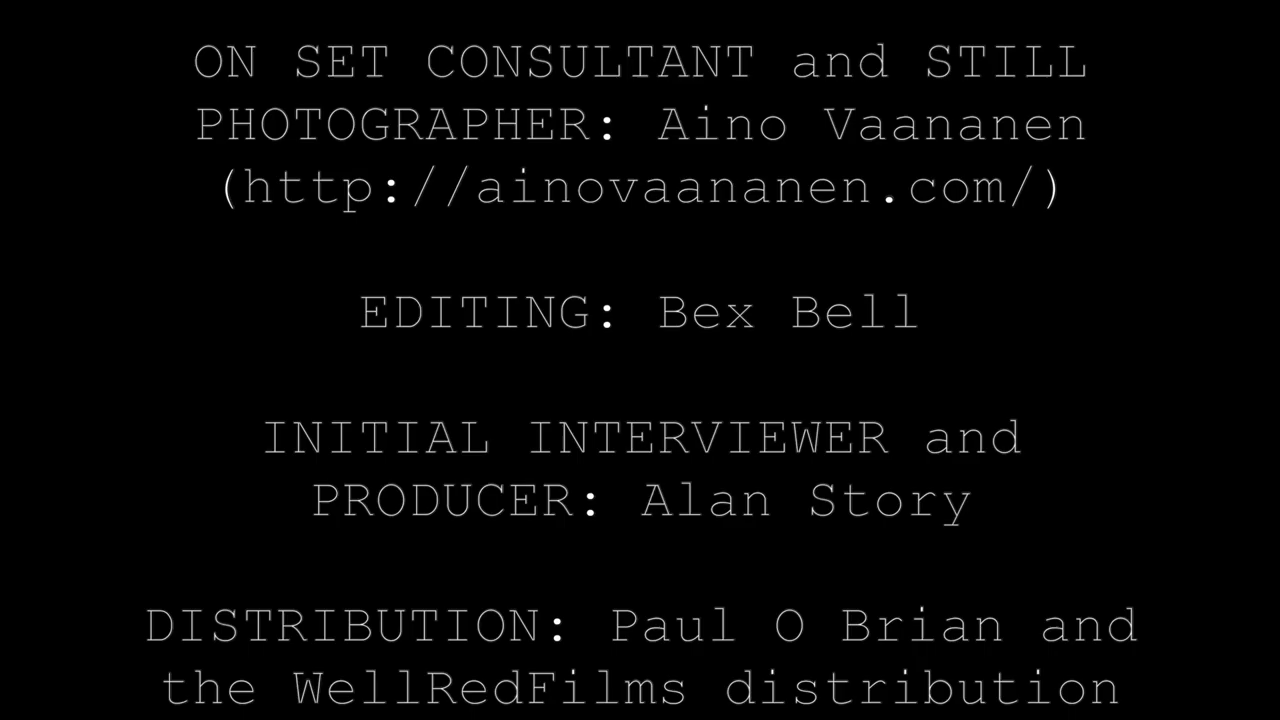 ON SET CONSULTANT and STILL
PHOTOGRAPHER: Aino Vaananen
(http://ainovaananen.com/)
EDITING: Bex Bell
INITIAL INTERVIEWER and
PRODUCER: Alan Story
DISTRIBUTION: Paul O Brian and
the WellRedFilms distribution